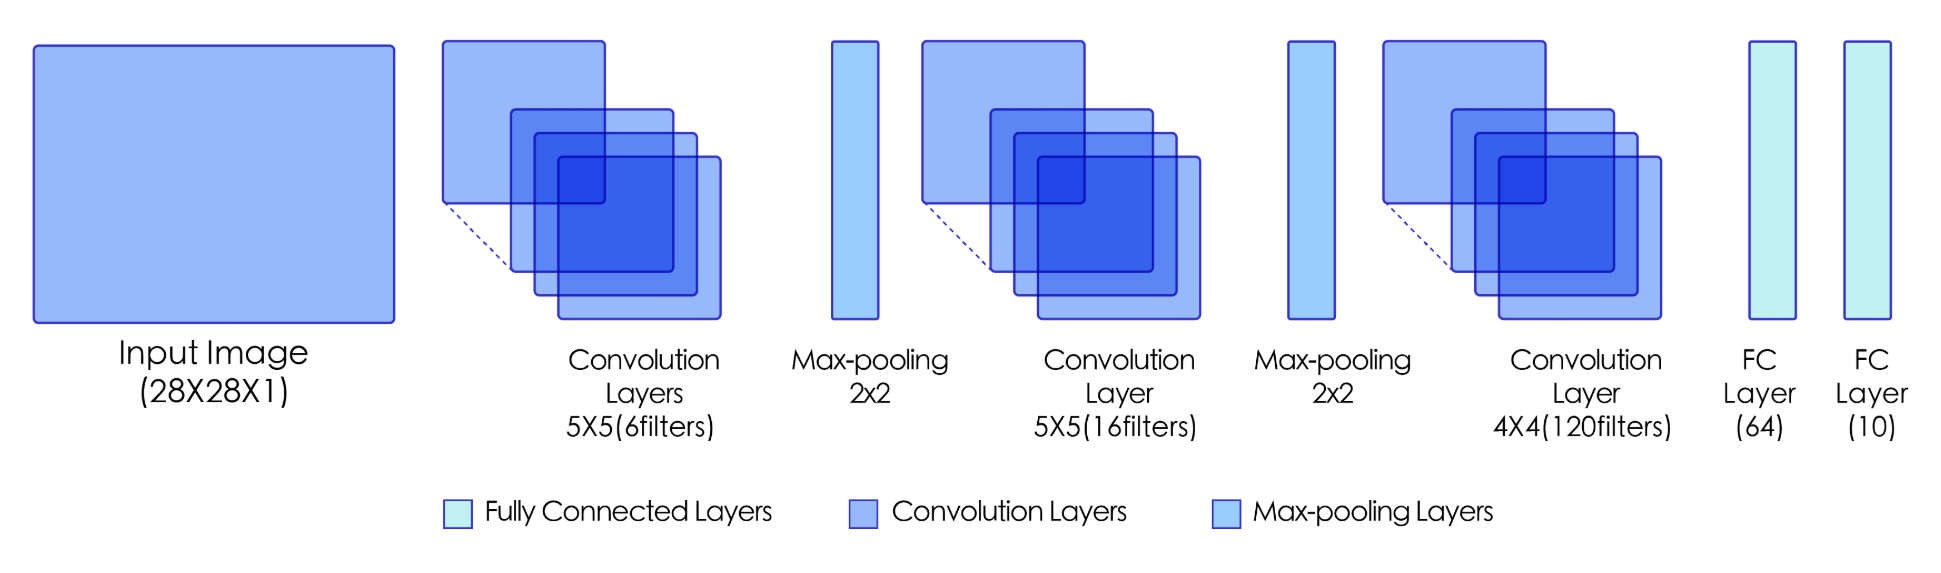 Input Image
(28X28X1)
Convolution
Layers
5X5(6filters)
Max-pooling
2x2
Convolution
Layer
5X5(16filters)
Max-pooling
2x2
Convolution
Layer
4X4(120filters)
FC
Layer
(64)
FC
Layer
(10)
Fully Connected Layers
Convolution Layers
Max-pooling Layers